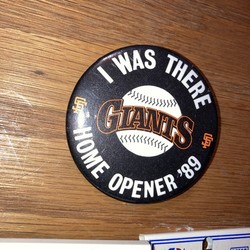 I WAS THERE
GIANTS
HOME OPENER '89